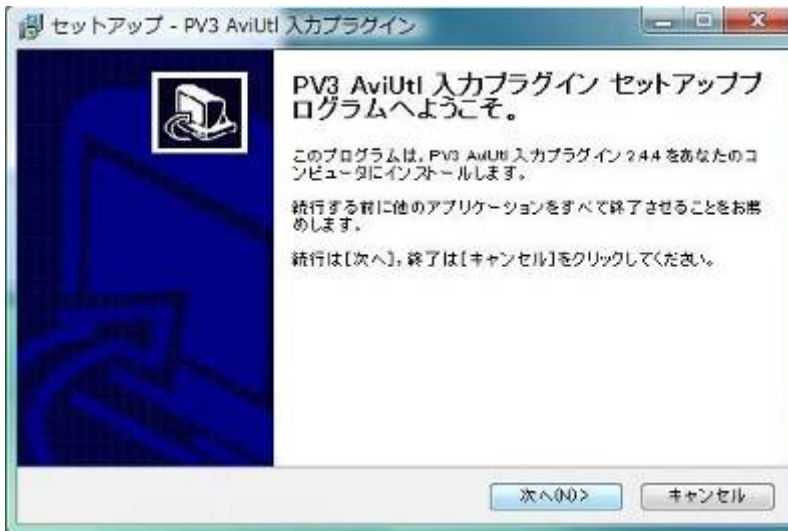 セットアップ - PV3 AviUtl 入力プラグイン
PV3 AviUtl 入力プラグイン セットアッププ
ログラムへようこそ。
このプログラムは、PV3 AviUtl 入力プラグイン 2.4.4 をあなたのコ
ンピュータにインストールします。
続行する前に他のアプリケーションをすべて終了させることをお薦
めします。
続行は[次へ]、終了は[キャンセル]をクリックしてください。
次へ(N)>
キャンセル